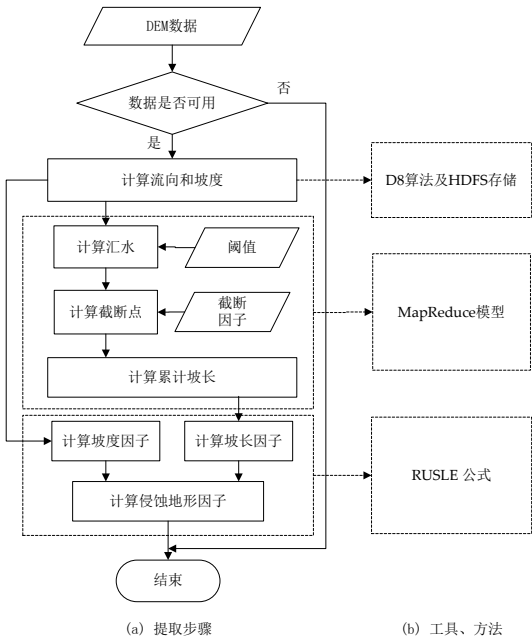 DEM数据
数据是否可用
否
是
计算流向和坡度
D8算法及HDFS存储
计算汇水
阈值
计算截断点
截断
因子
MapReduce模型
计算累计坡长
计算坡度因子
计算坡长因子
RUSLE 公式
计算侵蚀地形因子
结束
(a) 提取步骤
(b) 工具、方法